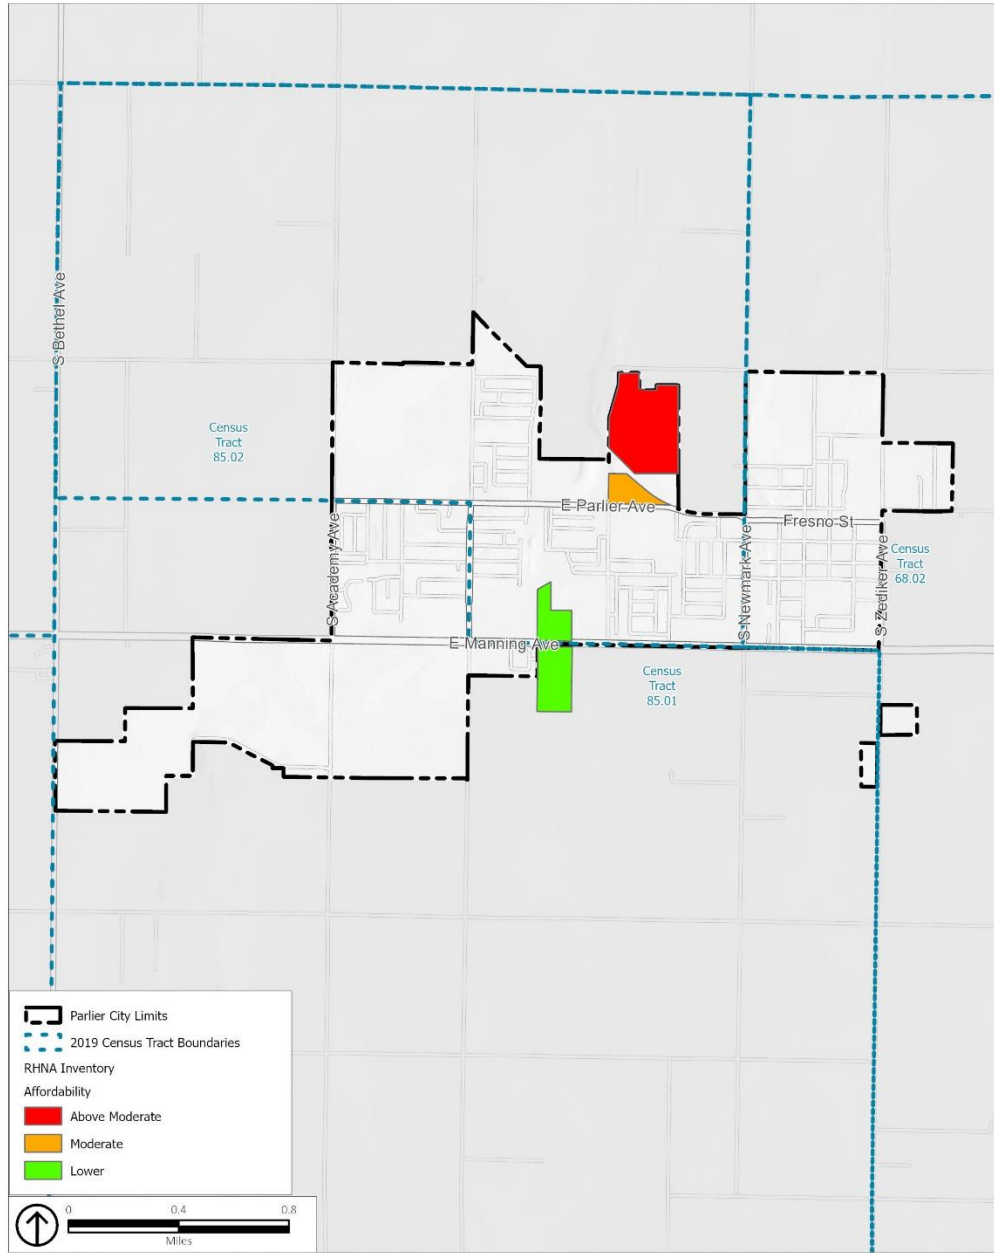 S Bethel Ave
Census
Tract
85.02
E Parlier Ave
Fresno St
S Academy Ave
S Newmark Ave
S Zediker Ave
Census
Tract
68.02
E Manning Ave
Census
Tract
85.01
Parlier City Limits
2019 Census Tract Boundaries
RHNA Inventory
Affordability
Above Moderate
Moderate
Lower
0 0.4 0.8
Miles